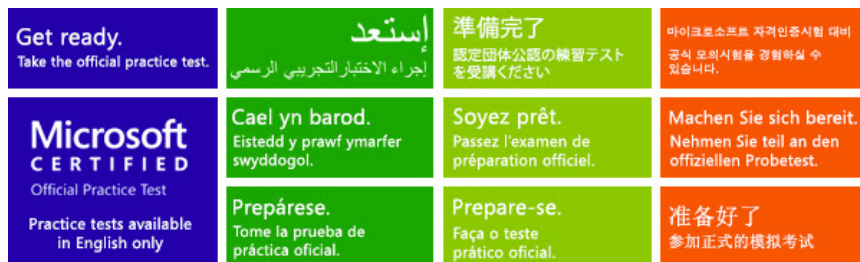 Get ready.
Take the official practice test.
إستعد
إجراء الاختبار التجريبي الرسمي
準備完了
認定団体公認の練習テスト
を受講ください
마이크로소프트 자격인증시험 대비
공식 모의시험을 경험하실 수
있습니다.
Microsoft
CERTIFIED
Official Practice Test
Practice tests available
in English only
Cael yn barod.
Eistedd y prawf ymarfer
swyddogol.
Soyez prêt.
Passez l'examen de
préparation officiel.
Machen Sie sich bereit.
Nehmen Sie teil an den
offiziellen Probetest.
Prepárese.
Tome la prueba de
práctica oficial.
Prepare-se.
Faça o teste
prático oficial.
准备好了
参加正式的模拟考试